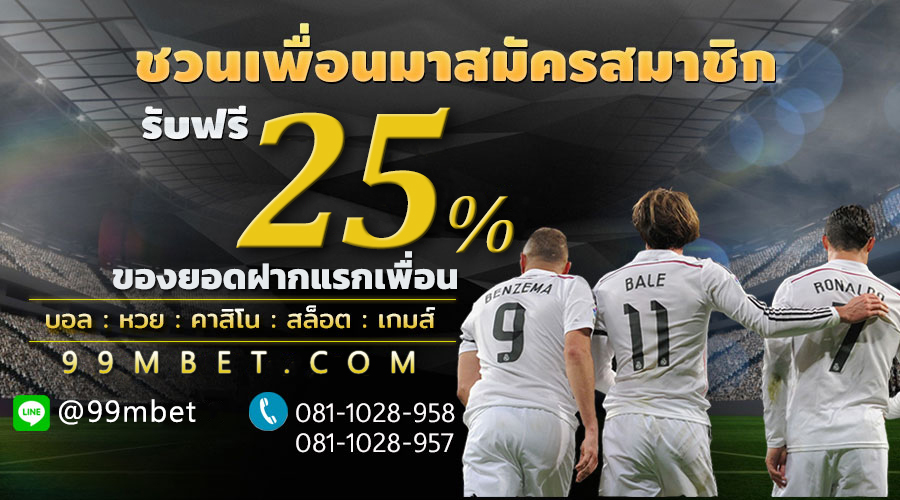 ชวนเพื่อนมาสมัครสมาชิก
รับฟรี 25%
ของยอดฝากแรกเพื่อน
บอล : หวย : คาสิโน : สล็อต : เกมส์
99MBET.COM
LINE @99mbet
081-1028-958
081-1028-957
BENZEMA
9
BALE
11
RONALDO
7